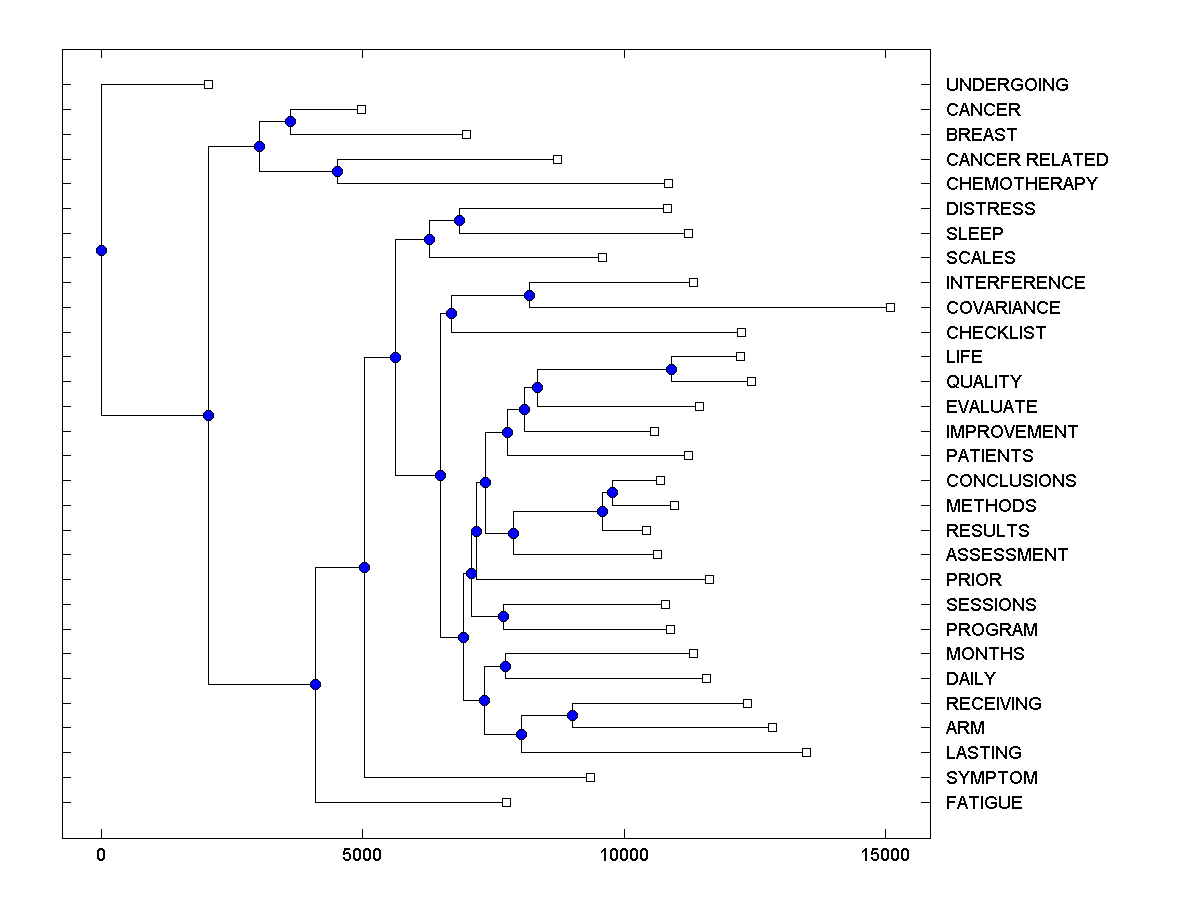 UNDERGOING
CANCER
BREAST
CANCER RELATED
CHEMOTHERAPY
DISTRESS
SLEEP
SCALES
INTERFERENCE
COVARIANCE
CHECKLIST
LIFE
QUALITY
EVALUATE
IMPROVEMENT
PATIENTS
CONCLUSIONS
METHODS
RESULTS
ASSESSMENT
PRIOR
SESSIONS
PROGRAM
MONTHS
DAILY
RECEIVING
ARM
LASTING
SYMPTOM
FATIGUE
0 5000 10000 15000